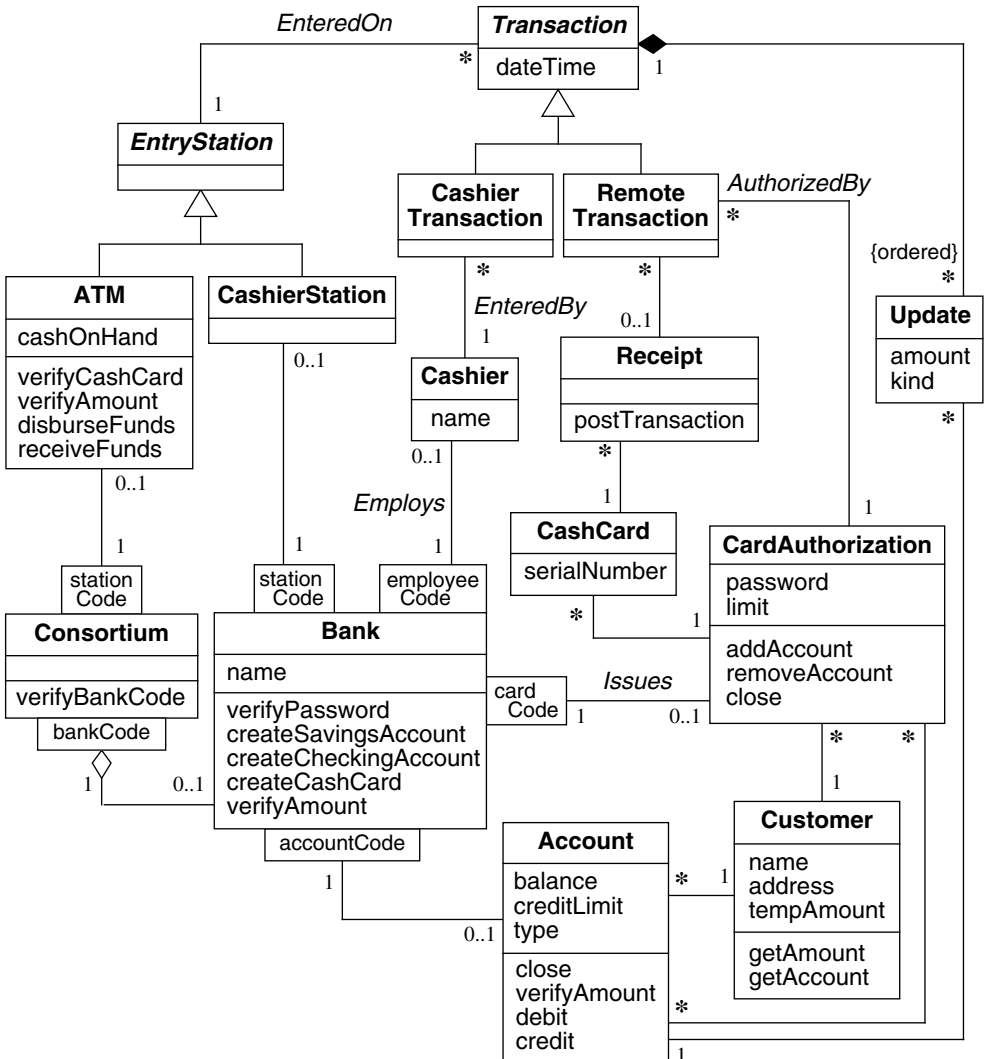 EnteredOn
Transaction
dateTime
*
1
1
EntryStation
Cashier
Transaction
Remote
Transaction
AuthorizedBy
*
{ordered}
*
ATM
cashOnHand
verifyCashCard
verifyAmount
disburseFunds
receiveFunds
CashierStation
0..1
*
EnteredBy
1
*
0..1
Update
amount
kind
*
Cashier
name
Receipt
postTransaction
0..1
*
0..1
Employs
1
1
1
1
1
CashCard
serialNumber
*
CardAuthorization
password
limit
addAccount
removeAccount
close
1
station
Code
station
Code
employee
Code
Consortium
verifyBankCode
bankCode
Bank
name
verifyPassword
createSavingsAccount
createCheckingAccount
createCashCard
verifyAmount
card
Code
Issues
1
0..1
*
*
1
0..1
accountCode
1
1
0..1
Account
balance
creditLimit
type
close
verifyAmount
debit
credit
*
1
Customer
name
address
tempAmount
getAmount
getAccount
*
1